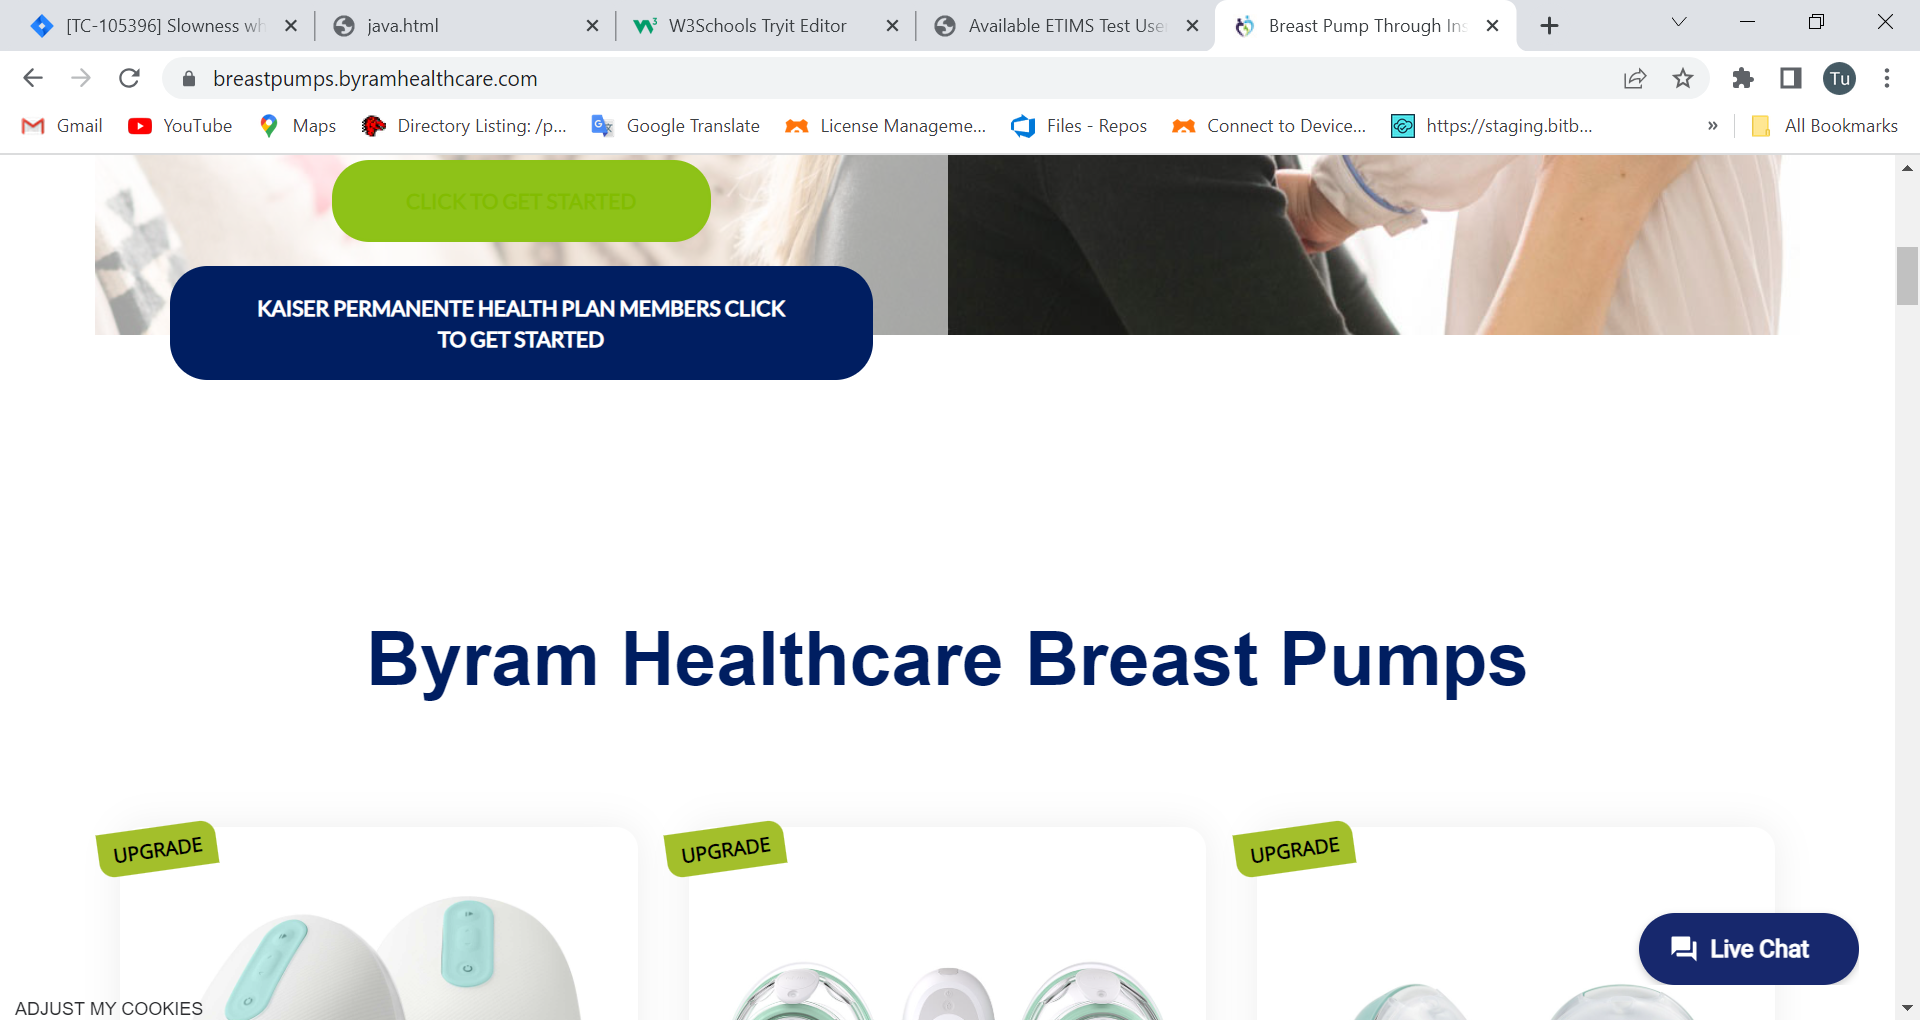 [TC-105396] Slowness wh
java.html
W3Schools Tryit Editor
Available ETIMS Test User
Breast Pump Through Ins
breastpumps.byramhealthcare.com
Tu
Gmail
YouTube
Maps
Directory Listing: /p...
Google Translate
License Manageme...
Files - Repos
Connect to Device...
https://staging.bitb...
»
All Bookmarks
CLICK TO GET STARTED
KAISER PERMANENTE HEALTH PLAN MEMBERS CLICK
TO GET STARTED
Byram Healthcare Breast Pumps
UPGRADE
UPGRADE
UPGRADE
Live Chat
ADJUST MY COOKIES